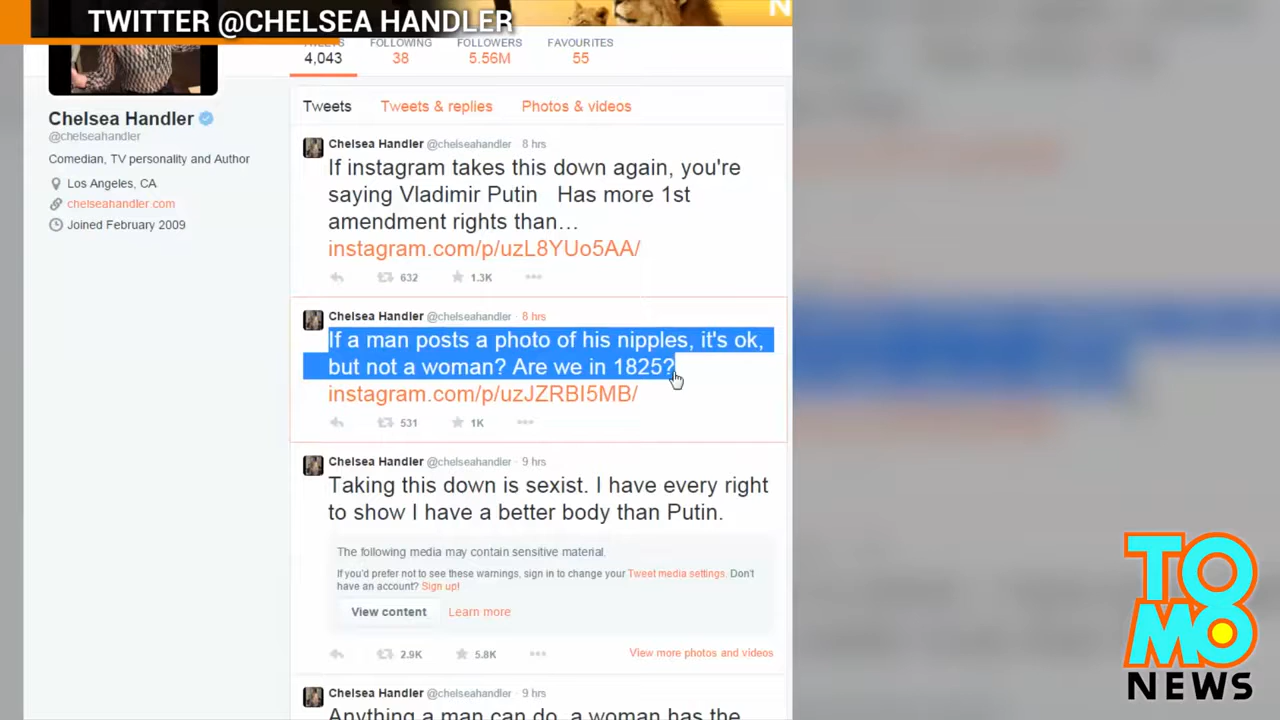 TWITTER @CHELSEA HANDLER
N
TWEETS FOLLOWING FOLLOWERS FAVOURITES
4,043 38 5.56M 55
Tweets Tweets & replies Photos & videos
Chelsea Handler
@chelseahandler
Comedian, TV personality and Author
Los Angeles, CA
chelseahandler.com
Joined February 2009
Chelsea Handler @chelseahandler · 8 hrs
If instagram takes this down again, you're
saying Vladimir Putin Has more 1st
amendment rights than…
instagram.com/p/uzL8YUo5AA/
632 1.3K
Chelsea Handler @chelseahandler · 8 hrs
If a man posts a photo of his nipples, it's ok,
but not a woman? Are we in 1825?
instagram.com/p/uzJZRBI5MB/
531 1K
Chelsea Handler @chelseahandler · 9 hrs
Taking this down is sexist. I have every right
to show I have a better body than Putin.
The following media may contain sensitive material.
If you'd prefer not to see these warnings, sign in to change your Tweet media settings. Don't
have an account? Sign up!
View content Learn more
2.9K 5.8K View more photos and videos
Chelsea Handler @chelseahandler · 9 hrs
Anything a man can do, a woman has the
TOMO
NEWS